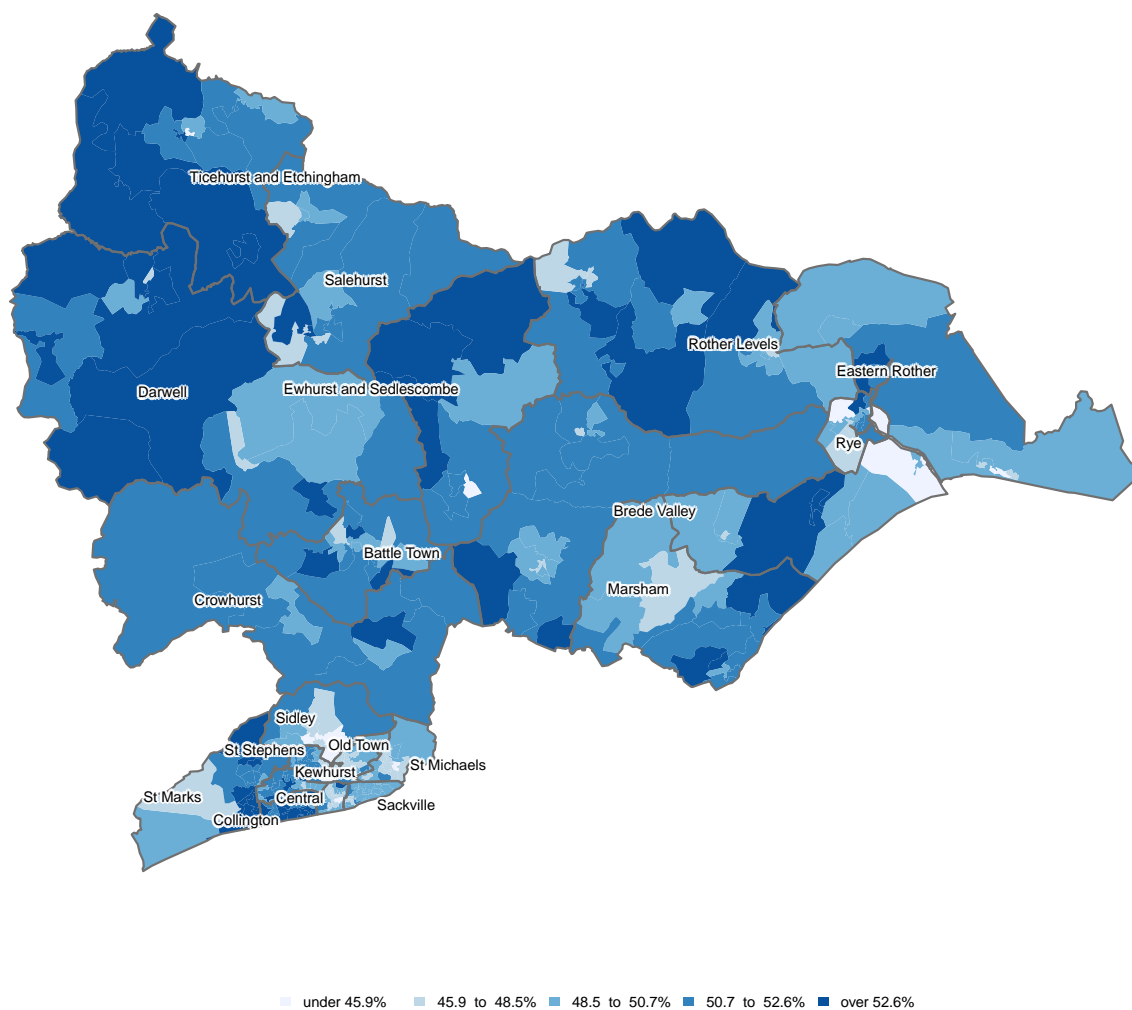 Ticehurst and Etchingham
Salehurst
Rother Levels
Eastern Rother
Darwell
Ewhurst and Sedlescombe
Rye
Brede Valley
Battle Town
Marsham
Crowhurst
Sidley
Old Town
St Stephens
St Michaels
Kewhurst
St Marks
Central
Sackville
Collington
under 45.9% 45.9 to 48.5% 48.5 to 50.7% 50.7 to 52.6% over 52.6%